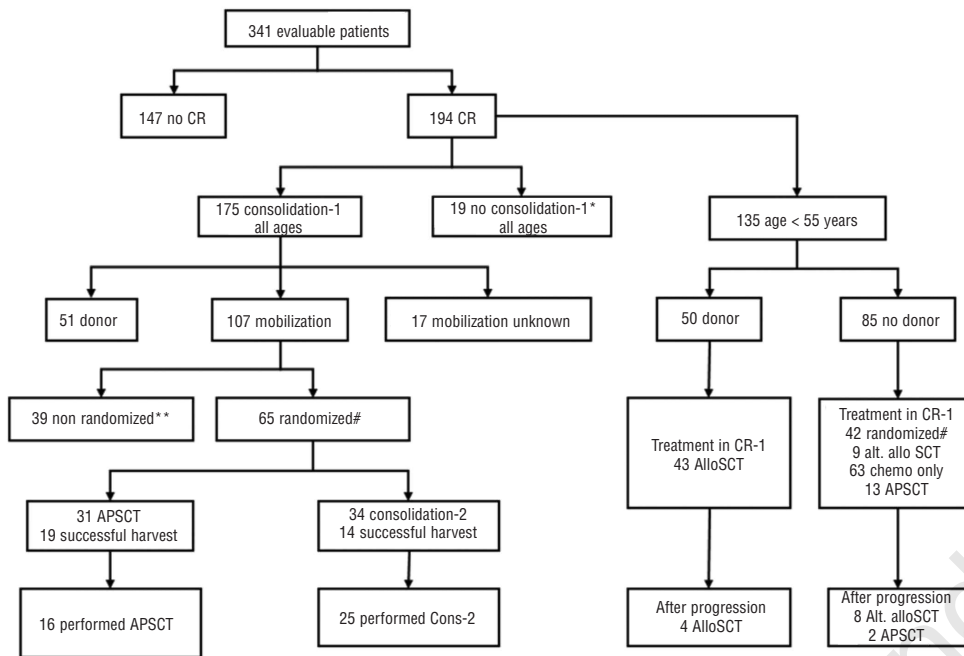 341 evaluable patients
147 no CR
194 CR
175 consolidation-1
all ages
19 no consolidation-1*
all ages
135 age < 55 years
51 donor
107 mobilization
17 mobilization unknown
50 donor
85 no donor
39 non randomized**
65 randomized#
Treatment in CR-1
43 AlloSCT
Treatment in CR-1
42 randomized#
9 alt. allo SCT
63 chemo only
13 APSCT
31 APSCT
19 successful harvest
34 consolidation-2
14 successful harvest
16 performed APSCT
25 performed Cons-2
After progression
4 AlloSCT
After progression
8 Alt. alloSCT
2 APSCT